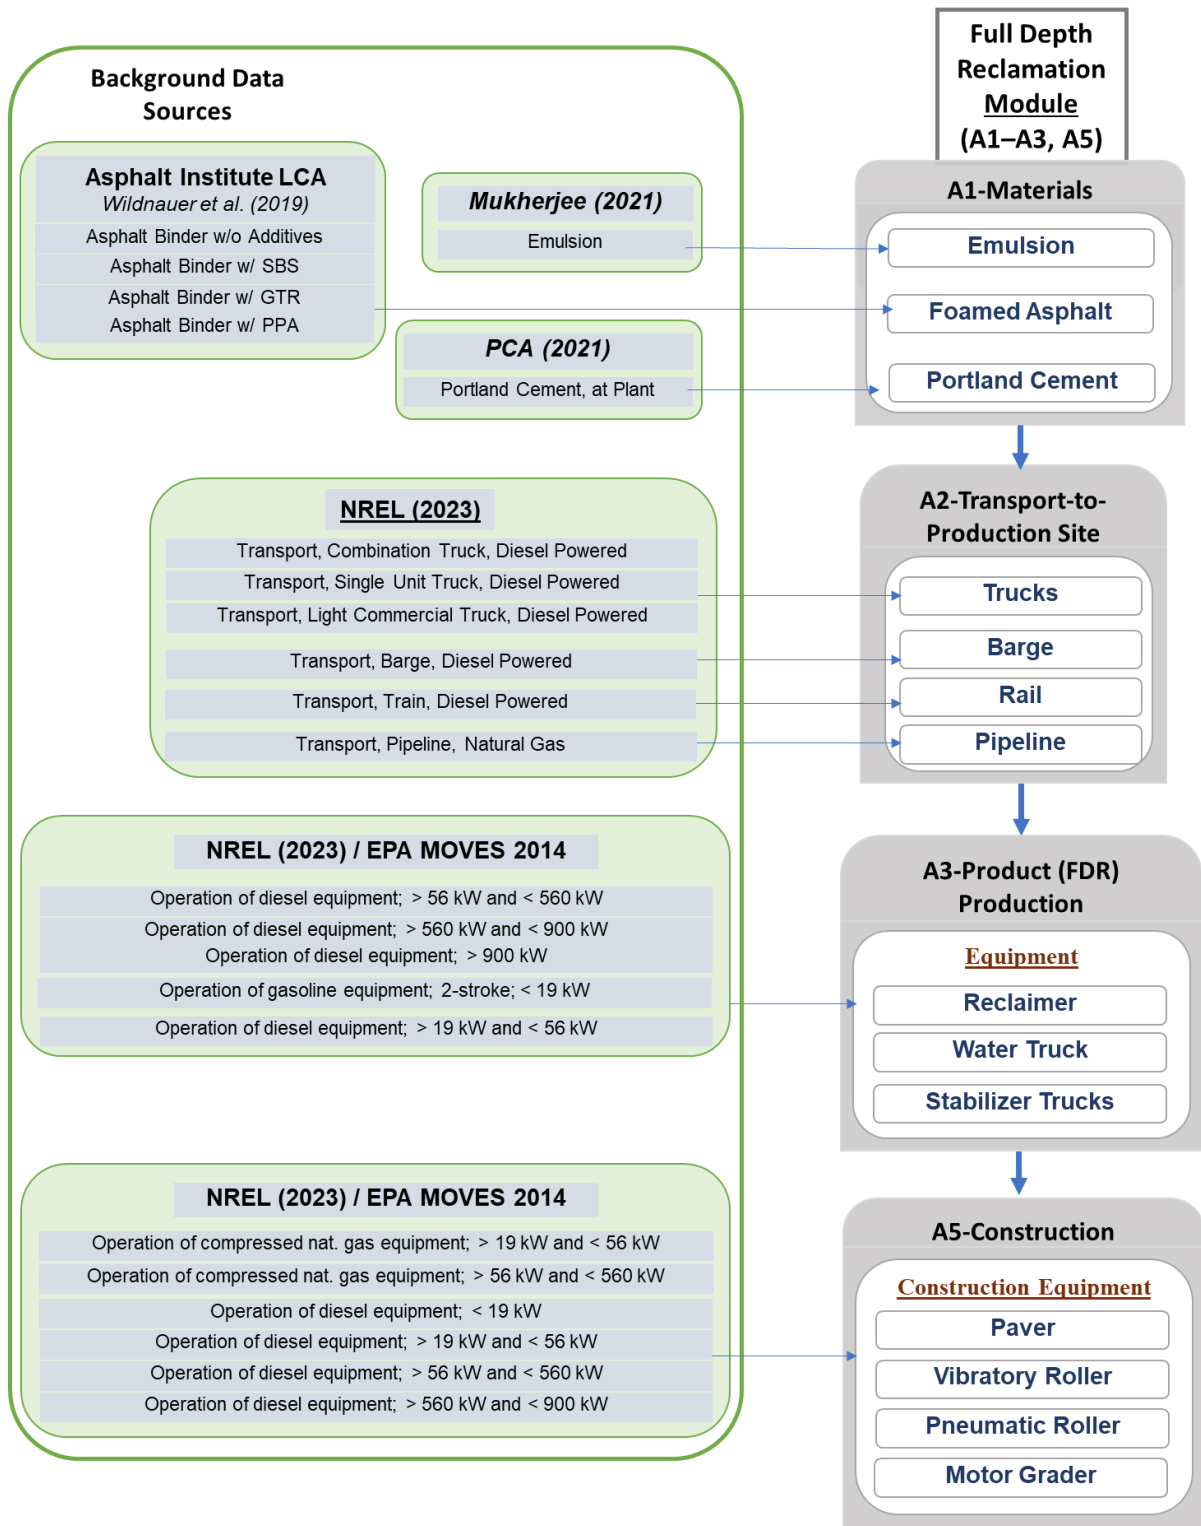 Background Data
Sources
Asphalt Institute LCA
Wildnauer et al. (2019)
Asphalt Binder w/o Additives
Asphalt Binder w/ SBS
Asphalt Binder w/ GTR
Asphalt Binder w/ PPA
Mukherjee (2021)
Emulsion
PCA (2021)
Portland Cement, at Plant
NREL (2023)
Transport, Combination Truck, Diesel Powered
Transport, Single Unit Truck, Diesel Powered
Transport, Light Commercial Truck, Diesel Powered
Transport, Barge, Diesel Powered
Transport, Train, Diesel Powered
Transport, Pipeline, Natural Gas
NREL (2023) / EPA MOVES 2014
Operation of diesel equipment; > 56 kW and < 560 kW
Operation of diesel equipment; > 560 kW and < 900 kW
Operation of diesel equipment; > 900 kW
Operation of gasoline equipment; 2-stroke; < 19 kW
Operation of diesel equipment; > 19 kW and < 56 kW
NREL (2023) / EPA MOVES 2014
Operation of compressed nat. gas equipment; > 19 kW and < 56 kW
Operation of compressed nat. gas equipment; > 56 kW and < 560 kW
Operation of diesel equipment; < 19 kW
Operation of diesel equipment; > 19 kW and < 56 kW
Operation of diesel equipment; > 56 kW and < 560 kW
Operation of diesel equipment; > 560 kW and < 900 kW
Full Depth
Reclamation
Module
(A1–A3, A5)
A1-Materials
Emulsion
Foamed Asphalt
Portland Cement
A2-Transport-to-
Production Site
Trucks
Barge
Rail
Pipeline
A3-Product (FDR)
Production
Equipment
Reclaimer
Water Truck
Stabilizer Trucks
A5-Construction
Construction Equipment
Paver
Vibratory Roller
Pneumatic Roller
Motor Grader